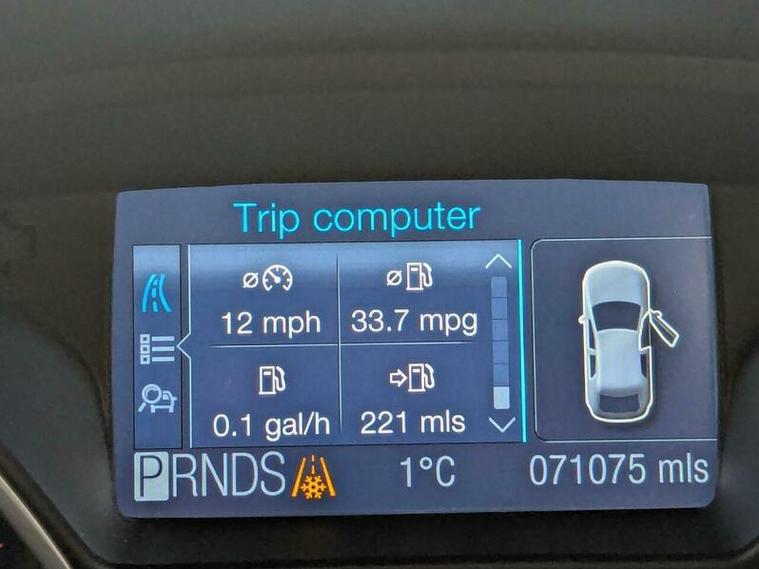 Trip computer
12 mph 33.7 mpg
0.1 gal/h 221 mls
PRNDS 1°C 071075 mls